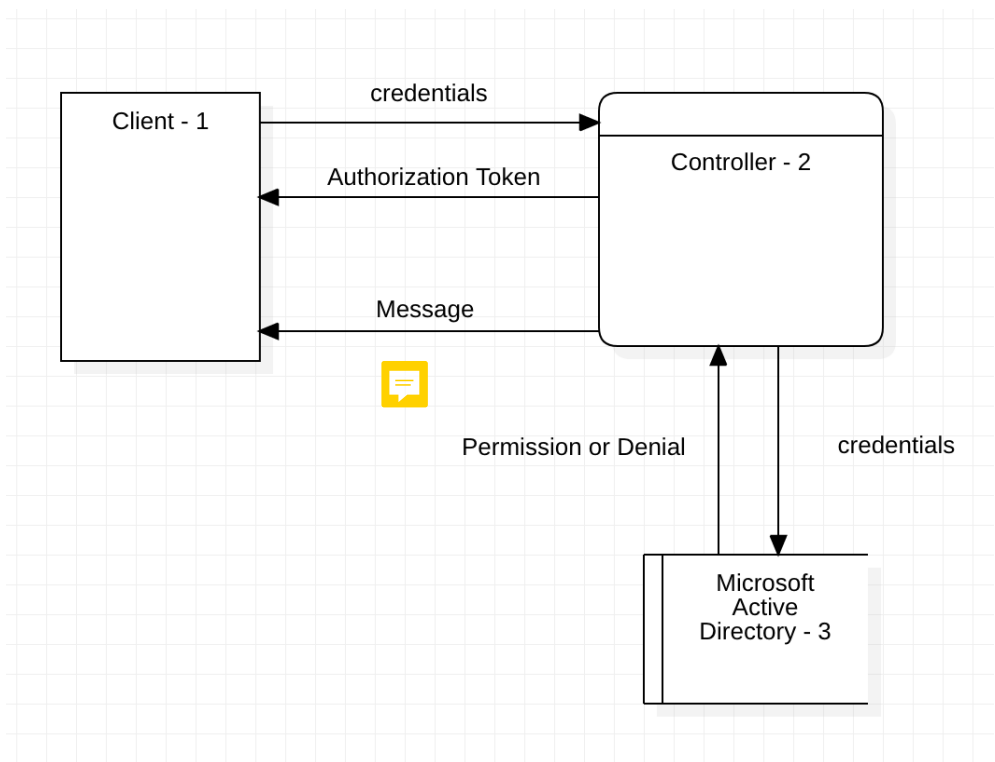 credentials
Client - 1
Authorization Token
Controller - 2
Message
Permission or Denial
credentials
Microsoft
Active
Directory - 3